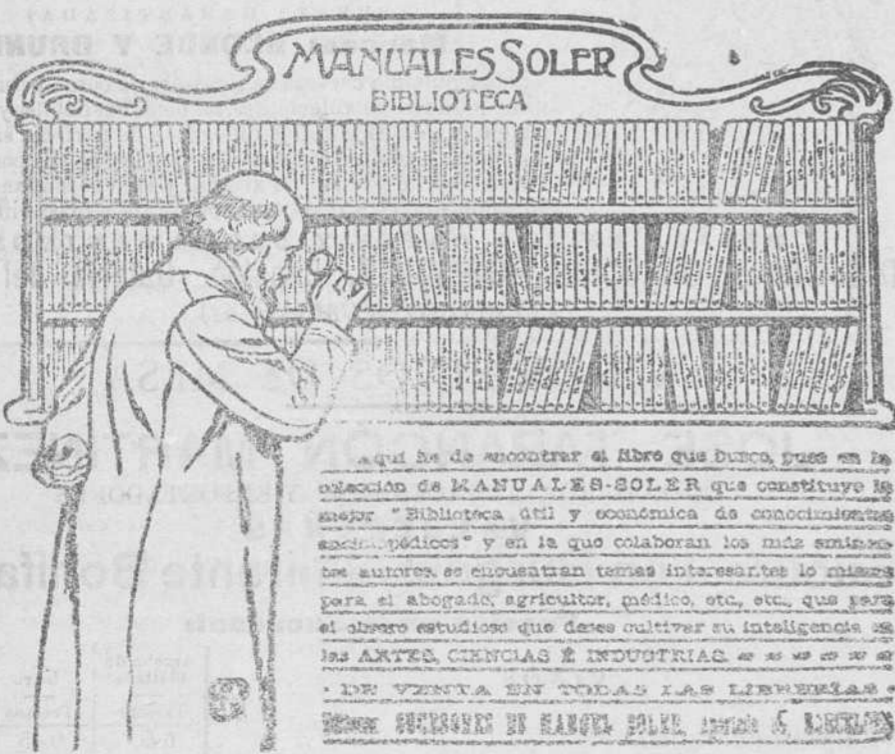 MANUALES SOLER
BIBLIOTECA
Aquí he de encontrar el libro que busco, pues en la
colección de MANUALES-SOLER que constituye la
mejor "Biblioteca útil y económica de conocimientos
enciclopédicos" y en la que colaboran los más eminen-
tes autores, se encuentran temas interesantes lo mismo
para el abogado, agricultor, médico, etc., etc., que para
el obrero estudioso que desee cultivar su inteligencia en
las ARTES, CIENCIAS É INDUSTRIAS.
DE VENTA EN TODAS LAS LIBRERÍAS
SUCESORES DE MANUEL SOLER, BARCELONA